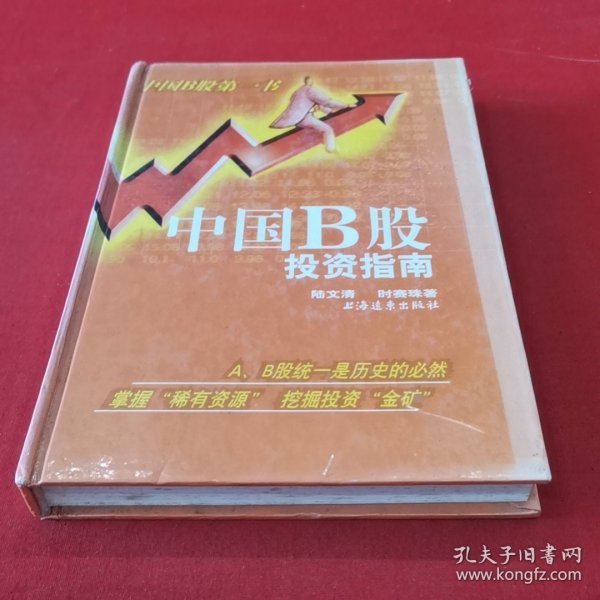 中国B股第一书
中国B股
投资指南
陆文清 时赛珠著
上海远东出版社
A、B股统一是历史的必然
掌握“稀有资源” 挖掘投资“金矿”
孔夫子旧书网
www.kongfz.com